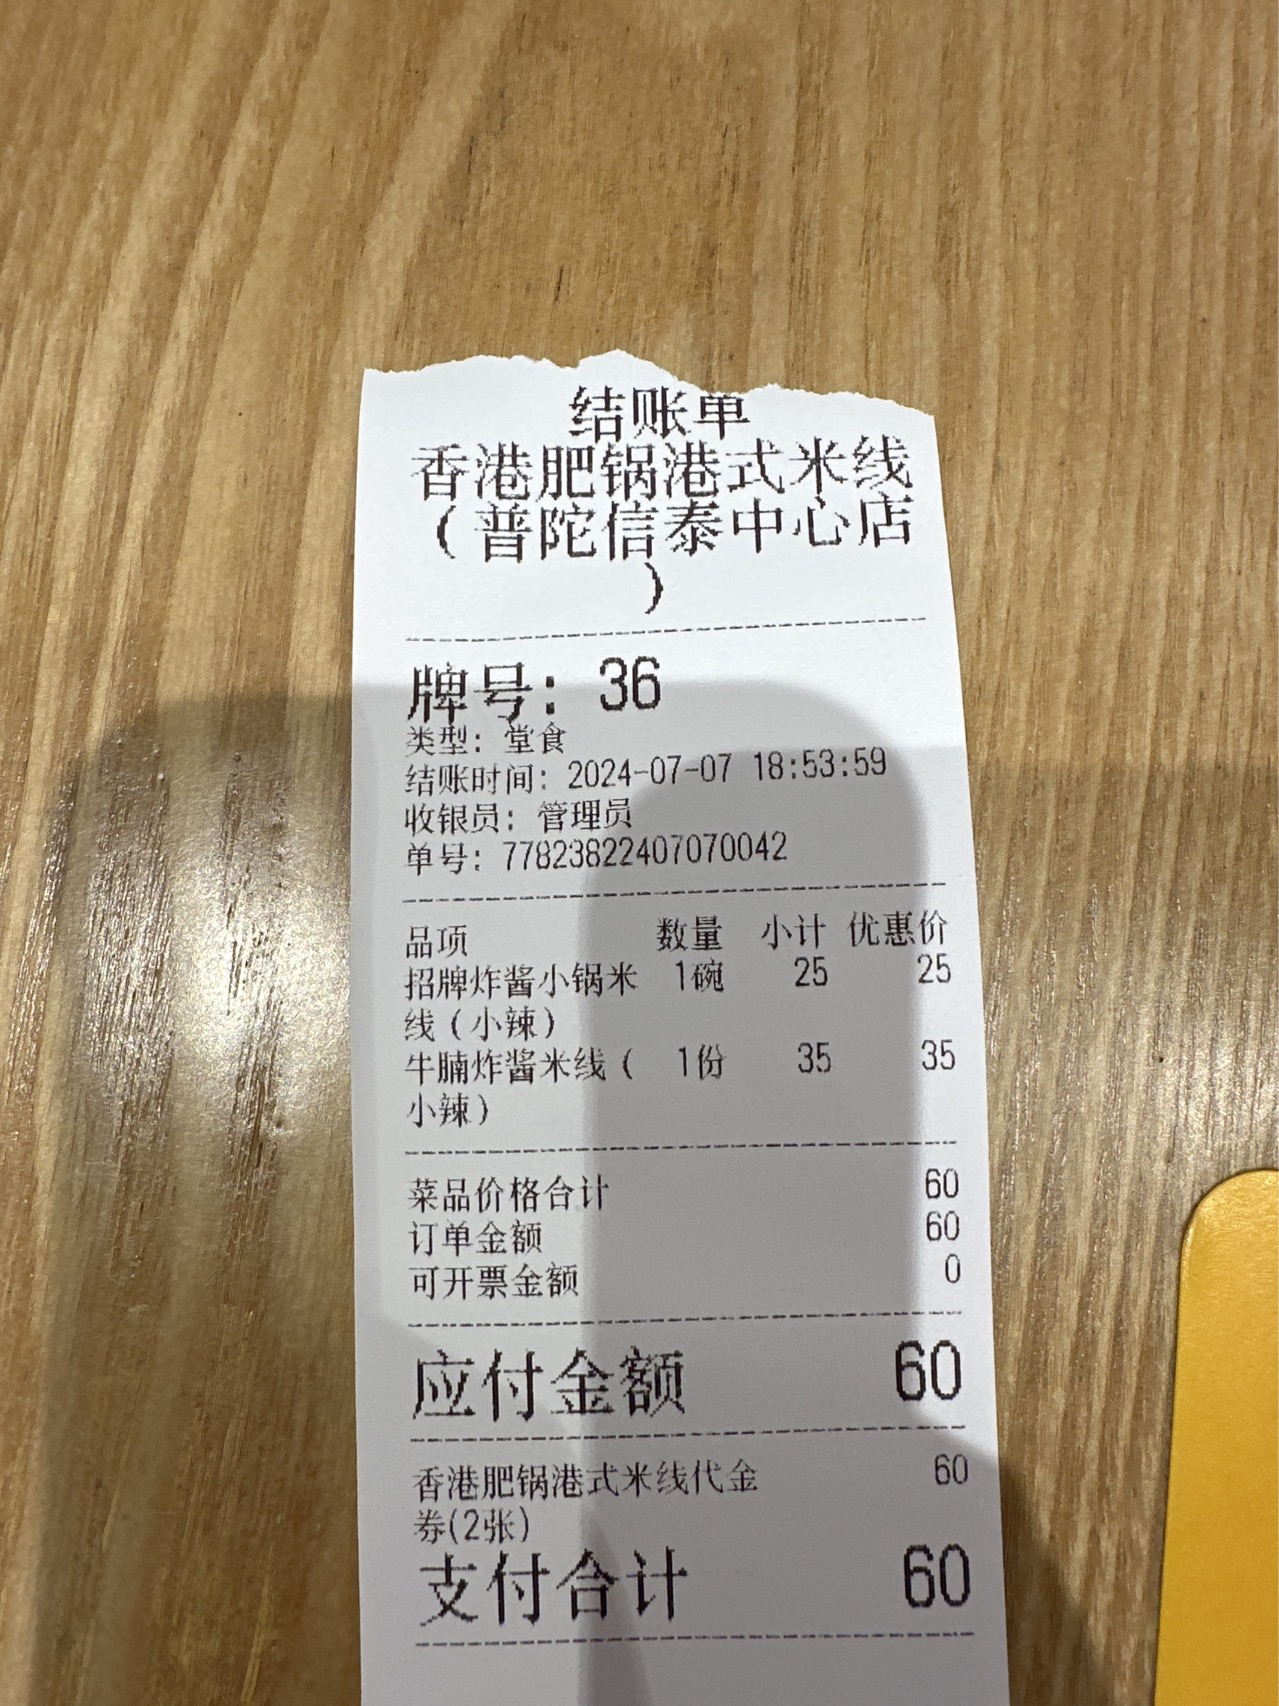 结账单
香港肥锅港式米线
（普陀信泰中心店
）
牌号：36
类型：堂食
结账时间：2024-07-07 18:53:59
收银员：管理员
单号：77823822407070042
品项 数量 小计 优惠价
招牌炸酱小锅米 1碗 25 25
线（小辣）
牛腩炸酱米线（ 1份 35 35
小辣）
菜品价格合计 60
订单金额 60
可开票金额 0
应付金额 60
香港肥锅港式米线代金 60
券(2张)
支付合计 60